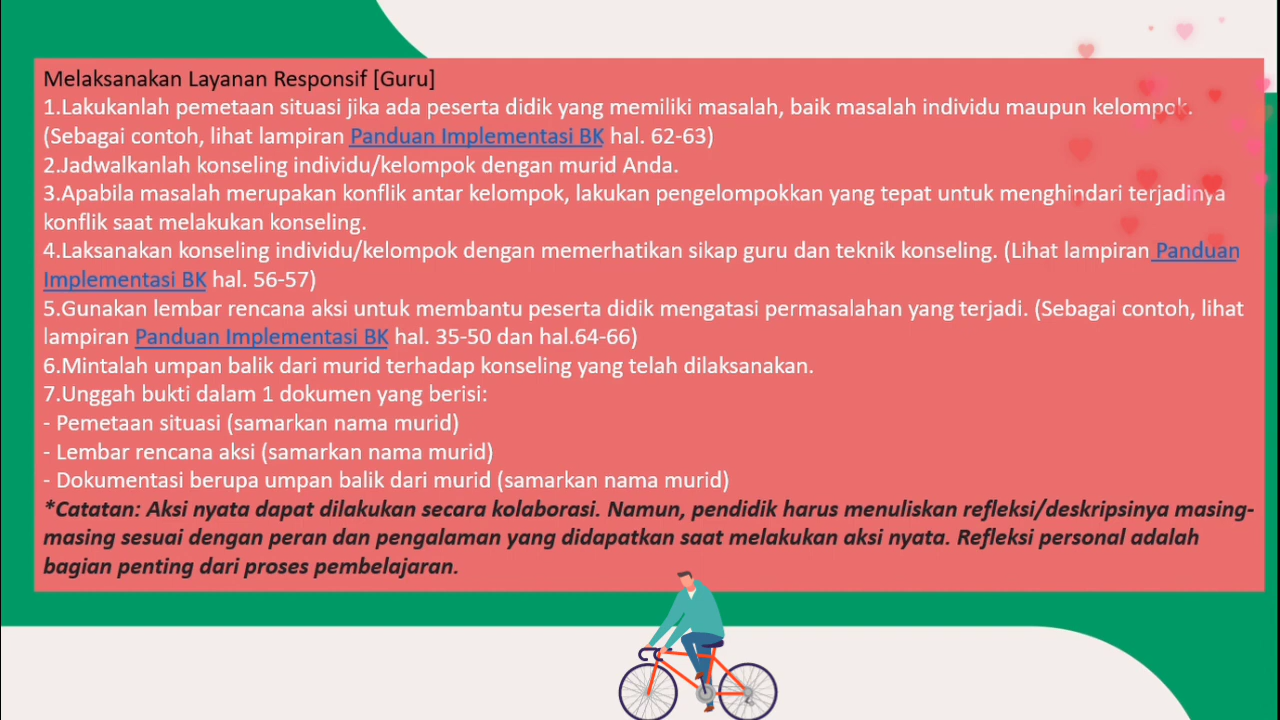 Melaksanakan Layanan Responsif [Guru]
1.Lakukanlah pemetaan situasi jika ada peserta didik yang memiliki masalah, baik masalah individu maupun kelompok.
(Sebagai contoh, lihat lampiran Panduan Implementasi BK hal. 62-63)
2.Jadwalkanlah konseling individu/kelompok dengan murid Anda.
3.Apabila masalah merupakan konflik antar kelompok, lakukan pengelompokkan yang tepat untuk menghindari terjadinya
konflik saat melakukan konseling.
4.Laksanakan konseling individu/kelompok dengan memerhatikan sikap guru dan teknik konseling. (Lihat lampiran Panduan
Implementasi BK hal. 56-57)
5.Gunakan lembar rencana aksi untuk membantu peserta didik mengatasi permasalahan yang terjadi. (Sebagai contoh, lihat
lampiran Panduan Implementasi BK hal. 35-50 dan hal.64-66)
6.Mintalah umpan balik dari murid terhadap konseling yang telah dilaksanakan.
7.Unggah bukti dalam 1 dokumen yang berisi:
- Pemetaan situasi (samarkan nama murid)
- Lembar rencana aksi (samarkan nama murid)
- Dokumentasi berupa umpan balik dari murid (samarkan nama murid)
*Catatan: Aksi nyata dapat dilakukan secara kolaborasi. Namun, pendidik harus menuliskan refleksi/deskripsinya masing-
masing sesuai dengan peran dan pengalaman yang didapatkan saat melakukan aksi nyata. Refleksi personal adalah
bagian penting dari proses pembelajaran.